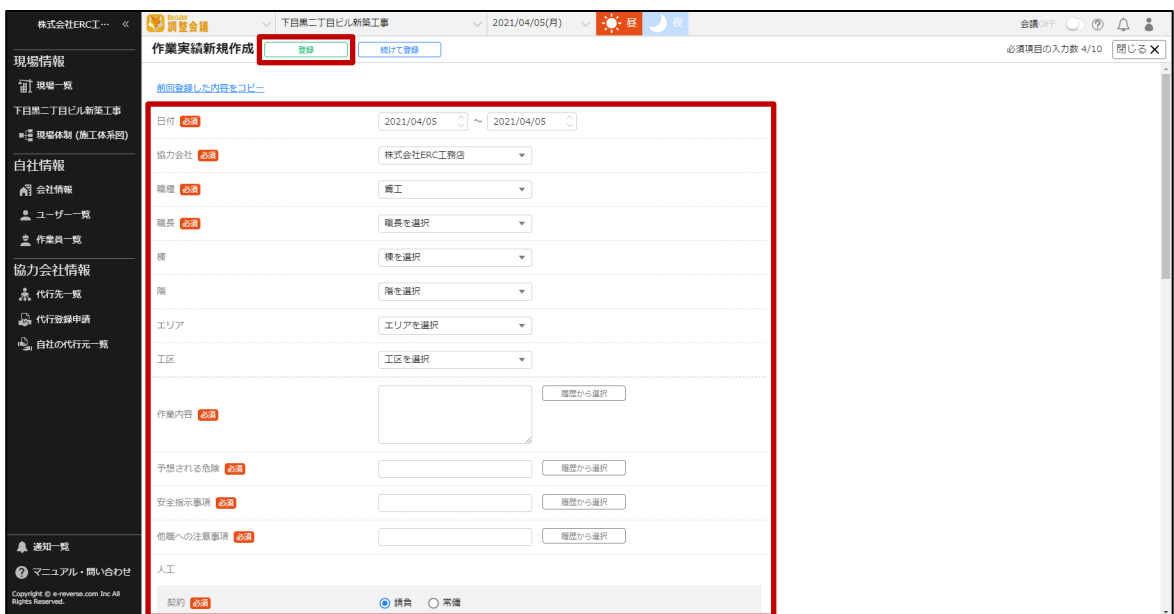 株式会社ERC工… «
Buildee
調整会議
下目黒二丁目ビル新築工事
2021/04/05(月)
昼
夜
会議OFF
作業実績新規作成
登録
続けて登録
必須項目の入力数 4/10
閉じる X
現場情報
現場一覧
下目黒二丁目ビル新築工事
現場体制 (施工体系図)
自社情報
会社情報
ユーザー一覧
作業員一覧
協力会社情報
代行先一覧
代行登録申請
自社の代行元一覧
通知一覧
マニュアル・問い合わせ
Copyright © e-reverse.com Inc All
Rights Reserved.
前回登録した内容をコピー
日付 必須 2021/04/05 ~ 2021/04/05
協力会社 必須 株式会社ERC工務店
職種 必須 鳶工
職長 必須 職長を選択
棟 棟を選択
階 階を選択
エリア エリアを選択
工区 工区を選択
作業内容 必須 履歴から選択
予想される危険 必須 履歴から選択
安全指示事項 必須 履歴から選択
他職への注意事項 必須 履歴から選択
人工
契約 必須 請負 常傭